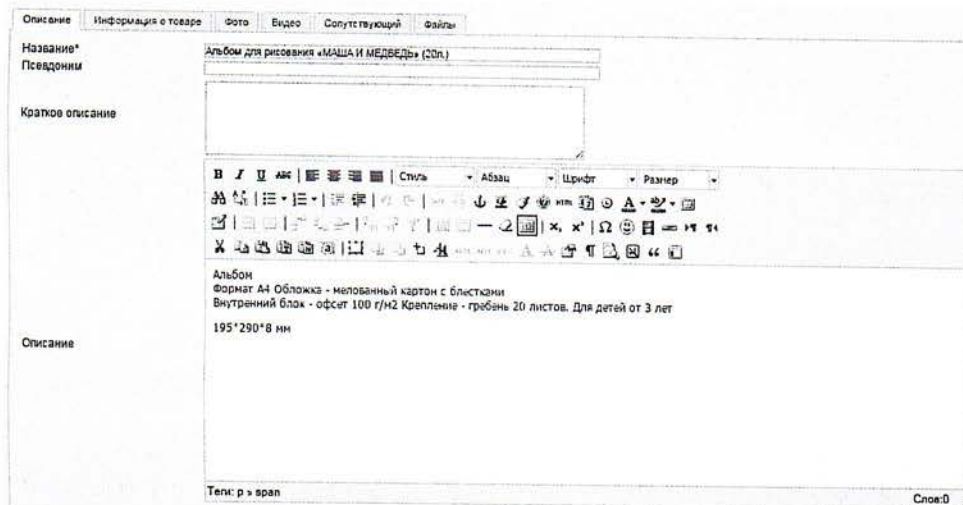 Описание Информация о товаре Фото Видео Сопутствующий Файлы
Название* Альбом для рисования «МАША И МЕДВЕДЬ» (20л.)
Псевдоним
Краткое описание
B I U ABC Стиль Абзац Шрифт Размер
Альбом
Формат А4 Обложка - мелованный картон с блестками
Внутренний блок - офсет 100 г/м2 Крепление - гребень 20 листов. Для детей от 3 лет
195*290*8 мм
Описание
Теги: p » span Слов:0